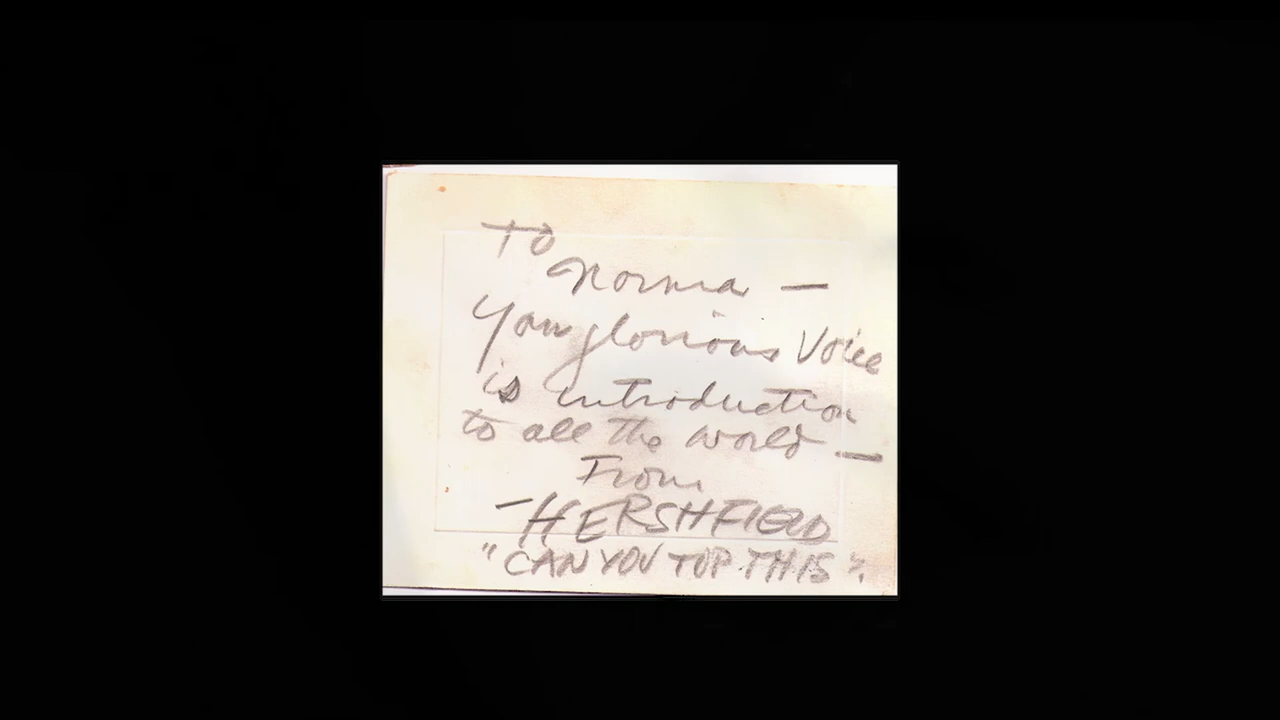 To
Norma —
Your glorious Voice
is introduction
to all the world —
From
- HERSHFIELD
"CAN YOU TOP THIS".